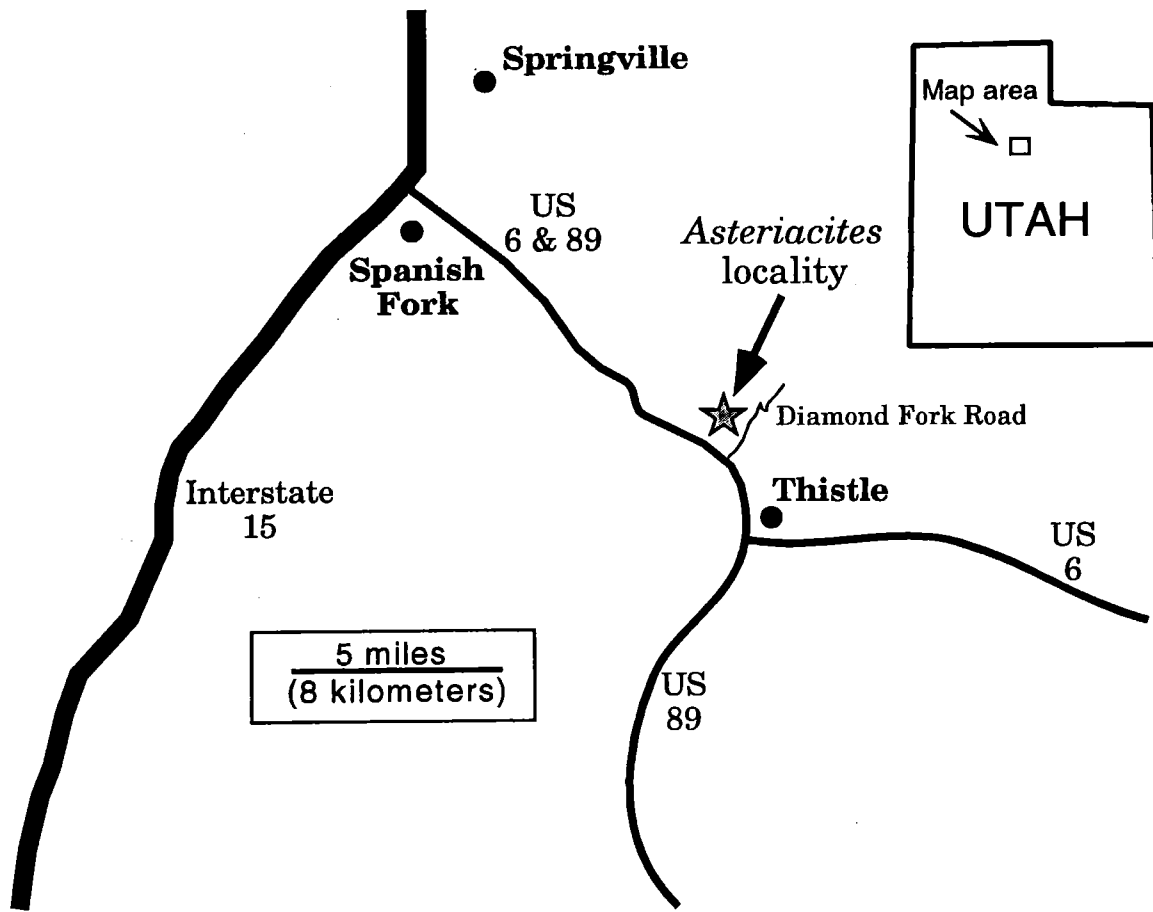 Springville
Map area
UTAH
US
6 & 89
Asteriacites
locality
Spanish
Fork
Diamond Fork Road
Interstate
15
Thistle
US
6
5 miles
(8 kilometers)
US
89